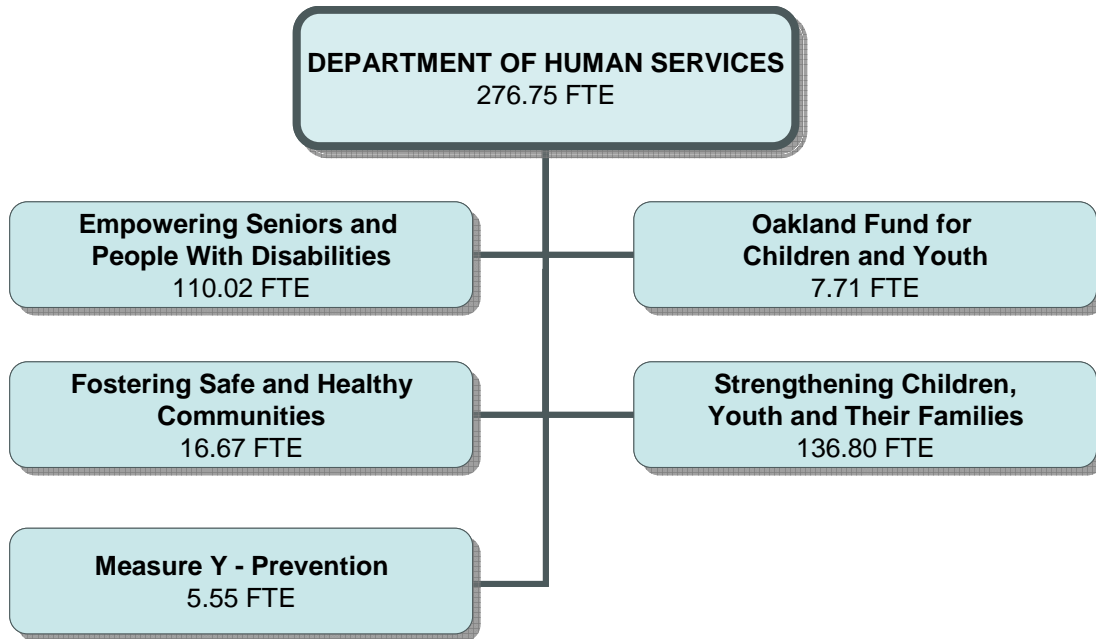 DEPARTMENT OF HUMAN SERVICES
276.75 FTE
Empowering Seniors and
People With Disabilities
110.02 FTE
Oakland Fund for
Children and Youth
7.71 FTE
Fostering Safe and Healthy
Communities
16.67 FTE
Strengthening Children,
Youth and Their Families
136.80 FTE
Measure Y - Prevention
5.55 FTE